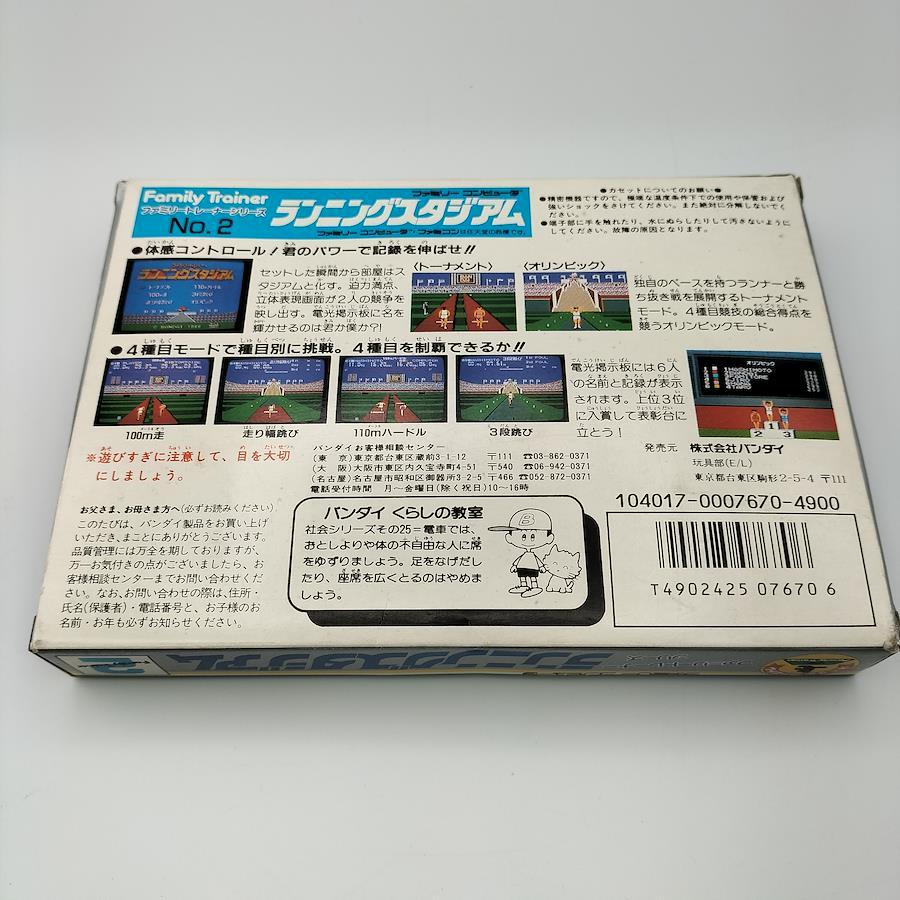 Family Trainer
ファミリートレーナーシリーズ
No.2
ファミリー コンピュータ
ランニングスタジアム
ファミリー コンピュータ・ファミコンは任天堂の商標です。
●カセットについてのお願い●
●精密機器ですので、極端な温度条件下での使用や保管および
強いショックをさけてください。また絶対に分解しないでく
ださい。
●端子部に手を触れたり、水にぬらしたりして汚さないように
してください。故障の原因となります。
●体感コントロール!君のパワーで記録を伸ばせ!!
ランニングスタジアム
セットした瞬間から部屋はス
タジアムと化す。迫力満点、
立体表現画面が2人の競争を
映し出す。電光掲示板に名を
輝かせるのは君か僕か?!
〈トーナメント〉
〈オリンピック〉
独自のペースを持つランナーと勝
ち抜き戦を展開するトーナメント
モード。4種目競技の総合得点を
競うオリンピックモード。
●4種目モードで種目別に挑戦。4種目を制覇できるか!!
100m走
走り幅跳び
110mハードル
3段跳び
電光掲示板には6人
の名前と記録が表示
されます。上位3位
に入賞して表彰台に
立とう!
オリンピック
2 1 3
※遊びすぎに注意して、目を大切
にしましょう。
バンダイお客様相談センター
(東 京)東京都台東区蔵前3-1-12 〒111 ☎03-862-0371
(大 阪)大阪市東区内久宝寺町4-51 〒540 ☎06-942-0371
(名古屋)名古屋市昭和区御器所3-2-5 〒466 ☎052-872-0371
電話受付時間 月〜金曜日(除く祝日)10〜16時
発売元 株式会社バンダイ
玩具部(E/L)
東京都台東区駒形2-5-4 〒111
お父さま、お母さま方へ(必ずお読みください)
このたびは、バンダイ製品をお買い上げ
いただき、まことにありがとうございます。
品質管理には万全を期しておりますが、
万一お気付きの点がございましたら、お
客様相談センターまでお問い合わせくだ
さい。なお、お問い合わせの際は、住所・
氏名(保護者)・電話番号と、お子様のお
名前・お年も必ずお知らせください。
バンダイ くらしの教室
社会シリーズその25=電車では、
おとしよりや体の不自由な人に席
をゆずりましょう。足をなげだし
たり、座席を広くとるのはやめま
しょう。
B
104017-0007670-4900
T4902425 07670 6
ランニングスタジアム
2